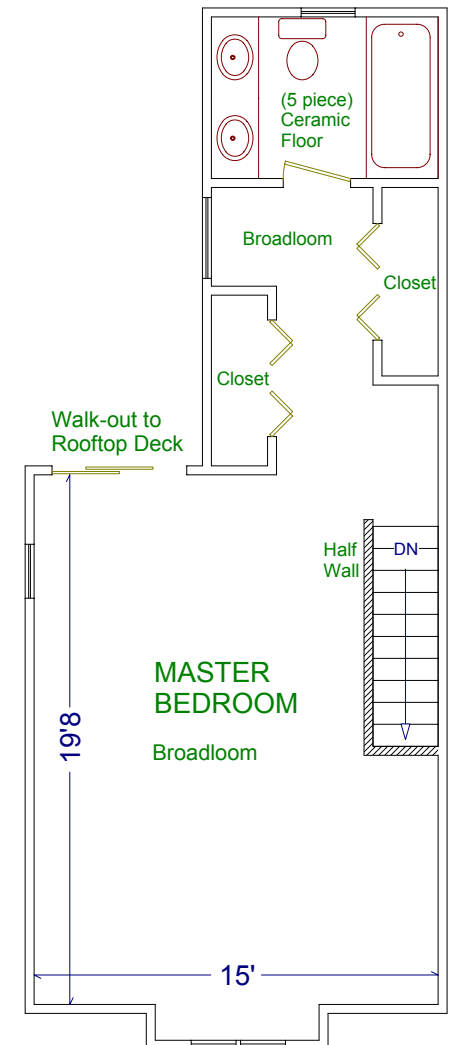 (5 piece)
Ceramic
Floor
Broadloom
Closet
Closet
Walk-out to
Rooftop Deck
Half
Wall
DN
MASTER
BEDROOM
Broadloom
19'8
15'